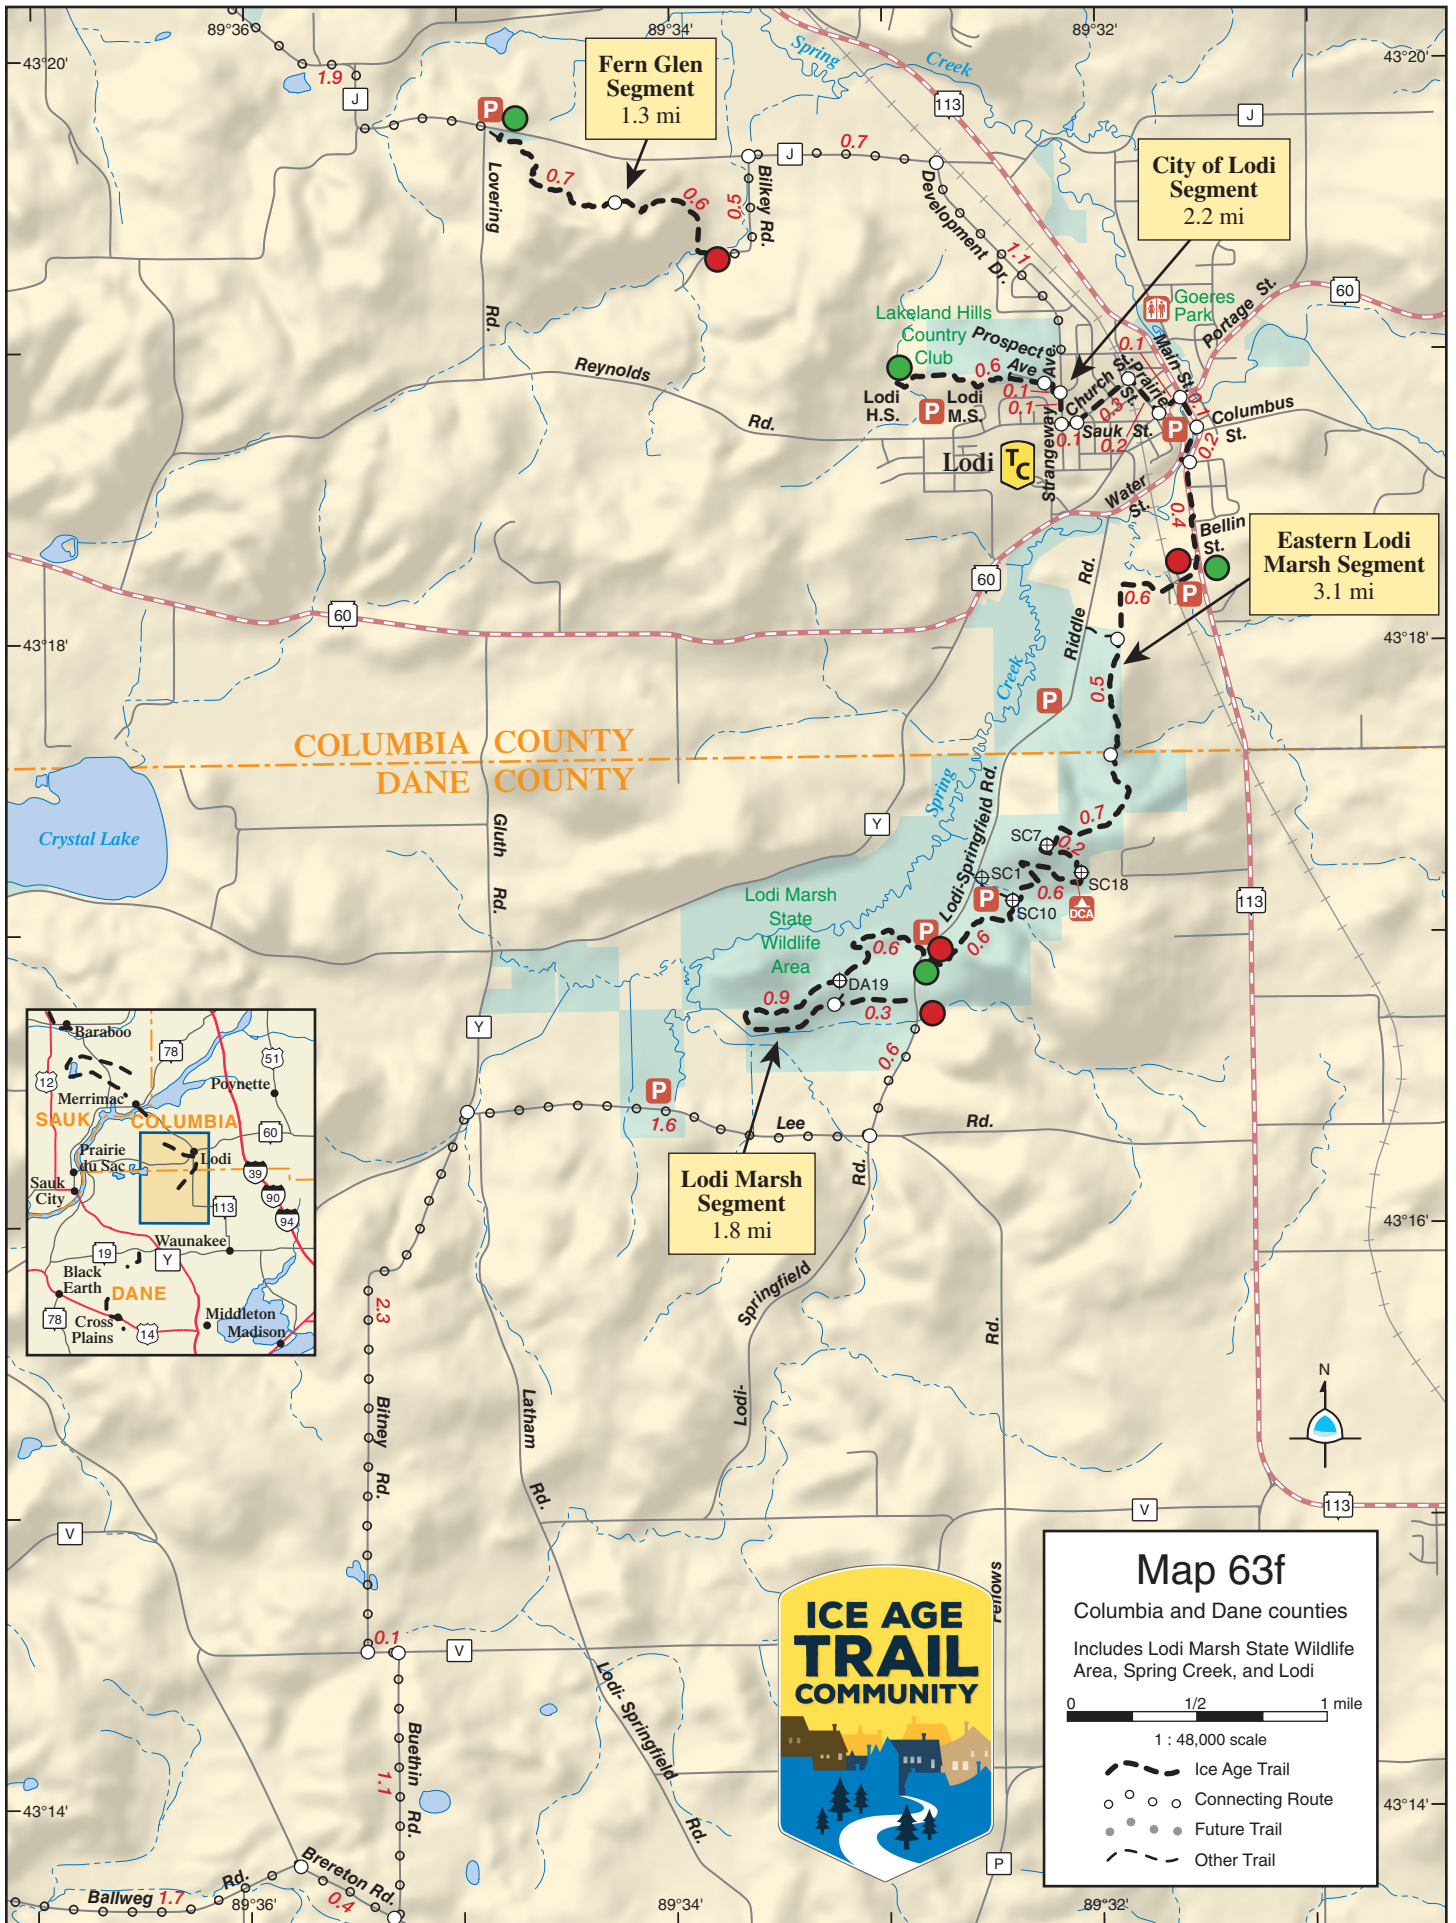 89°36'
89°34'
89°32'
43°20'
43°20'
1.9
J
P
Fern Glen
Segment
1.3 mi
Spring
Creek
113
J
City of Lodi
Segment
2.2 mi
Lovering
Rd.
0.7
0.6
0.5
Bilkey Rd.
J
0.7
Development Dr.
1.1
Goeres
Park
Portage St.
60
Lakeland Hills
Country
Club
Prospect
Ave
Ave.
0.6
0.1
0.1
0.1
Main St.
Church St.
Prairie
St.
0.3
0.1
Columbus
St.
Lodi
H.S.
P
Lodi
M.S.
Strangeway
0.1
Sauk St.
0.2
P
0.2
Reynolds
Rd.
Lodi
TC
Water
St.
0.4
Bellin
St.
Eastern Lodi
Marsh Segment
3.1 mi
60
60
Riddle Rd.
0.6
P
43°18'
43°18'
Creek
P
0.5
COLUMBIA COUNTY
DANE COUNTY
Spring
Lodi-Springfield Rd.
Crystal Lake
Gluth
Rd.
Y
0.7
SC7
0.2
SC1
SC18
0.6
P
SC10
DCA
113
Lodi Marsh
State
Wildlife
Area
P
0.6
0.6
DA19
0.9
0.3
Y
0.6
P
1.6
Lee
Rd.
Rd.
Lodi Marsh
Segment
1.8 mi
43°16'
Baraboo
78
51
12
Merrimac
Poynette
SAUK
COLUMBIA
60
Prairie
du Sac
Lodi
39
Sauk
City
90
113
94
Waunakee
19
Y
Black
Earth
DANE
78
Cross
Plains
14
Middleton
Madison
Springfield
Lodi-
Rd.
2.3
Bitney
Rd.
Latham
Rd.
N
113
V
V
Fellows
0.1
V
Lodi- Springfield
Rd.
Buethin
Rd.
1.1
ICE AGE
TRAIL
COMMUNITY
P
Map 63f
Columbia and Dane counties
Includes Lodi Marsh State Wildlife
Area, Spring Creek, and Lodi
0 1/2 1 mile
1 : 48,000 scale
Ice Age Trail
Connecting Route
Future Trail
Other Trail
43°14'
43°14'
Ballweg 1.7
Rd.
Brereton Rd.
0.4
89°36'
89°34'
89°32'